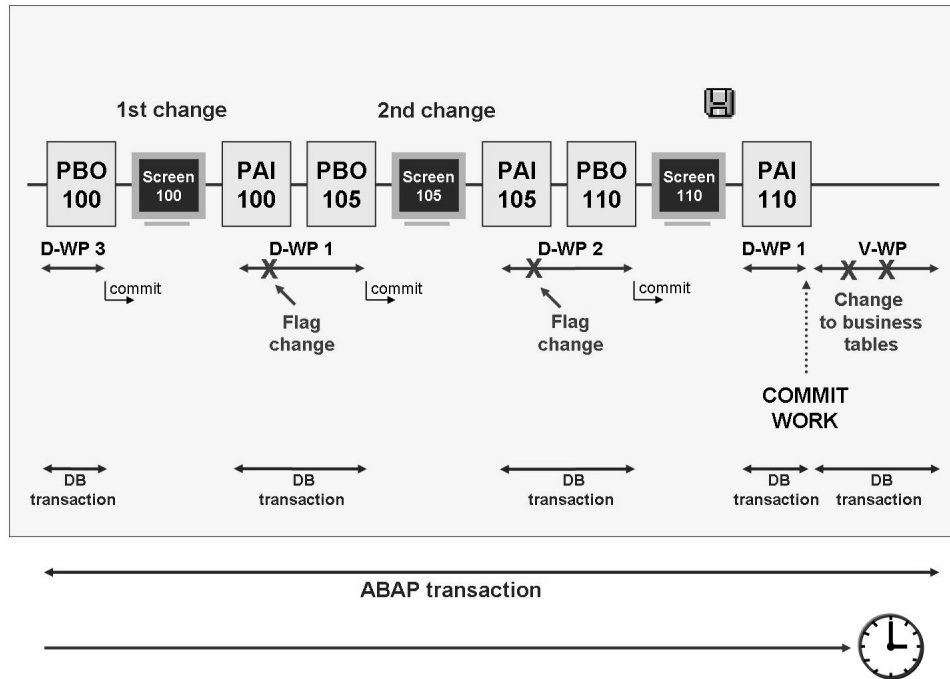 1st change
2nd change
PBO
100
Screen
100
PAI
100
PBO
105
Screen
105
PAI
105
PBO
110
Screen
110
PAI
110
D-WP 3
D-WP 1
D-WP 2
D-WP 1
V-WP
commit
commit
commit
Flag
change
Flag
change
Change
to business
tables
COMMIT
WORK
DB
transaction
DB
transaction
DB
transaction
DB
transaction
DB
transaction
ABAP transaction